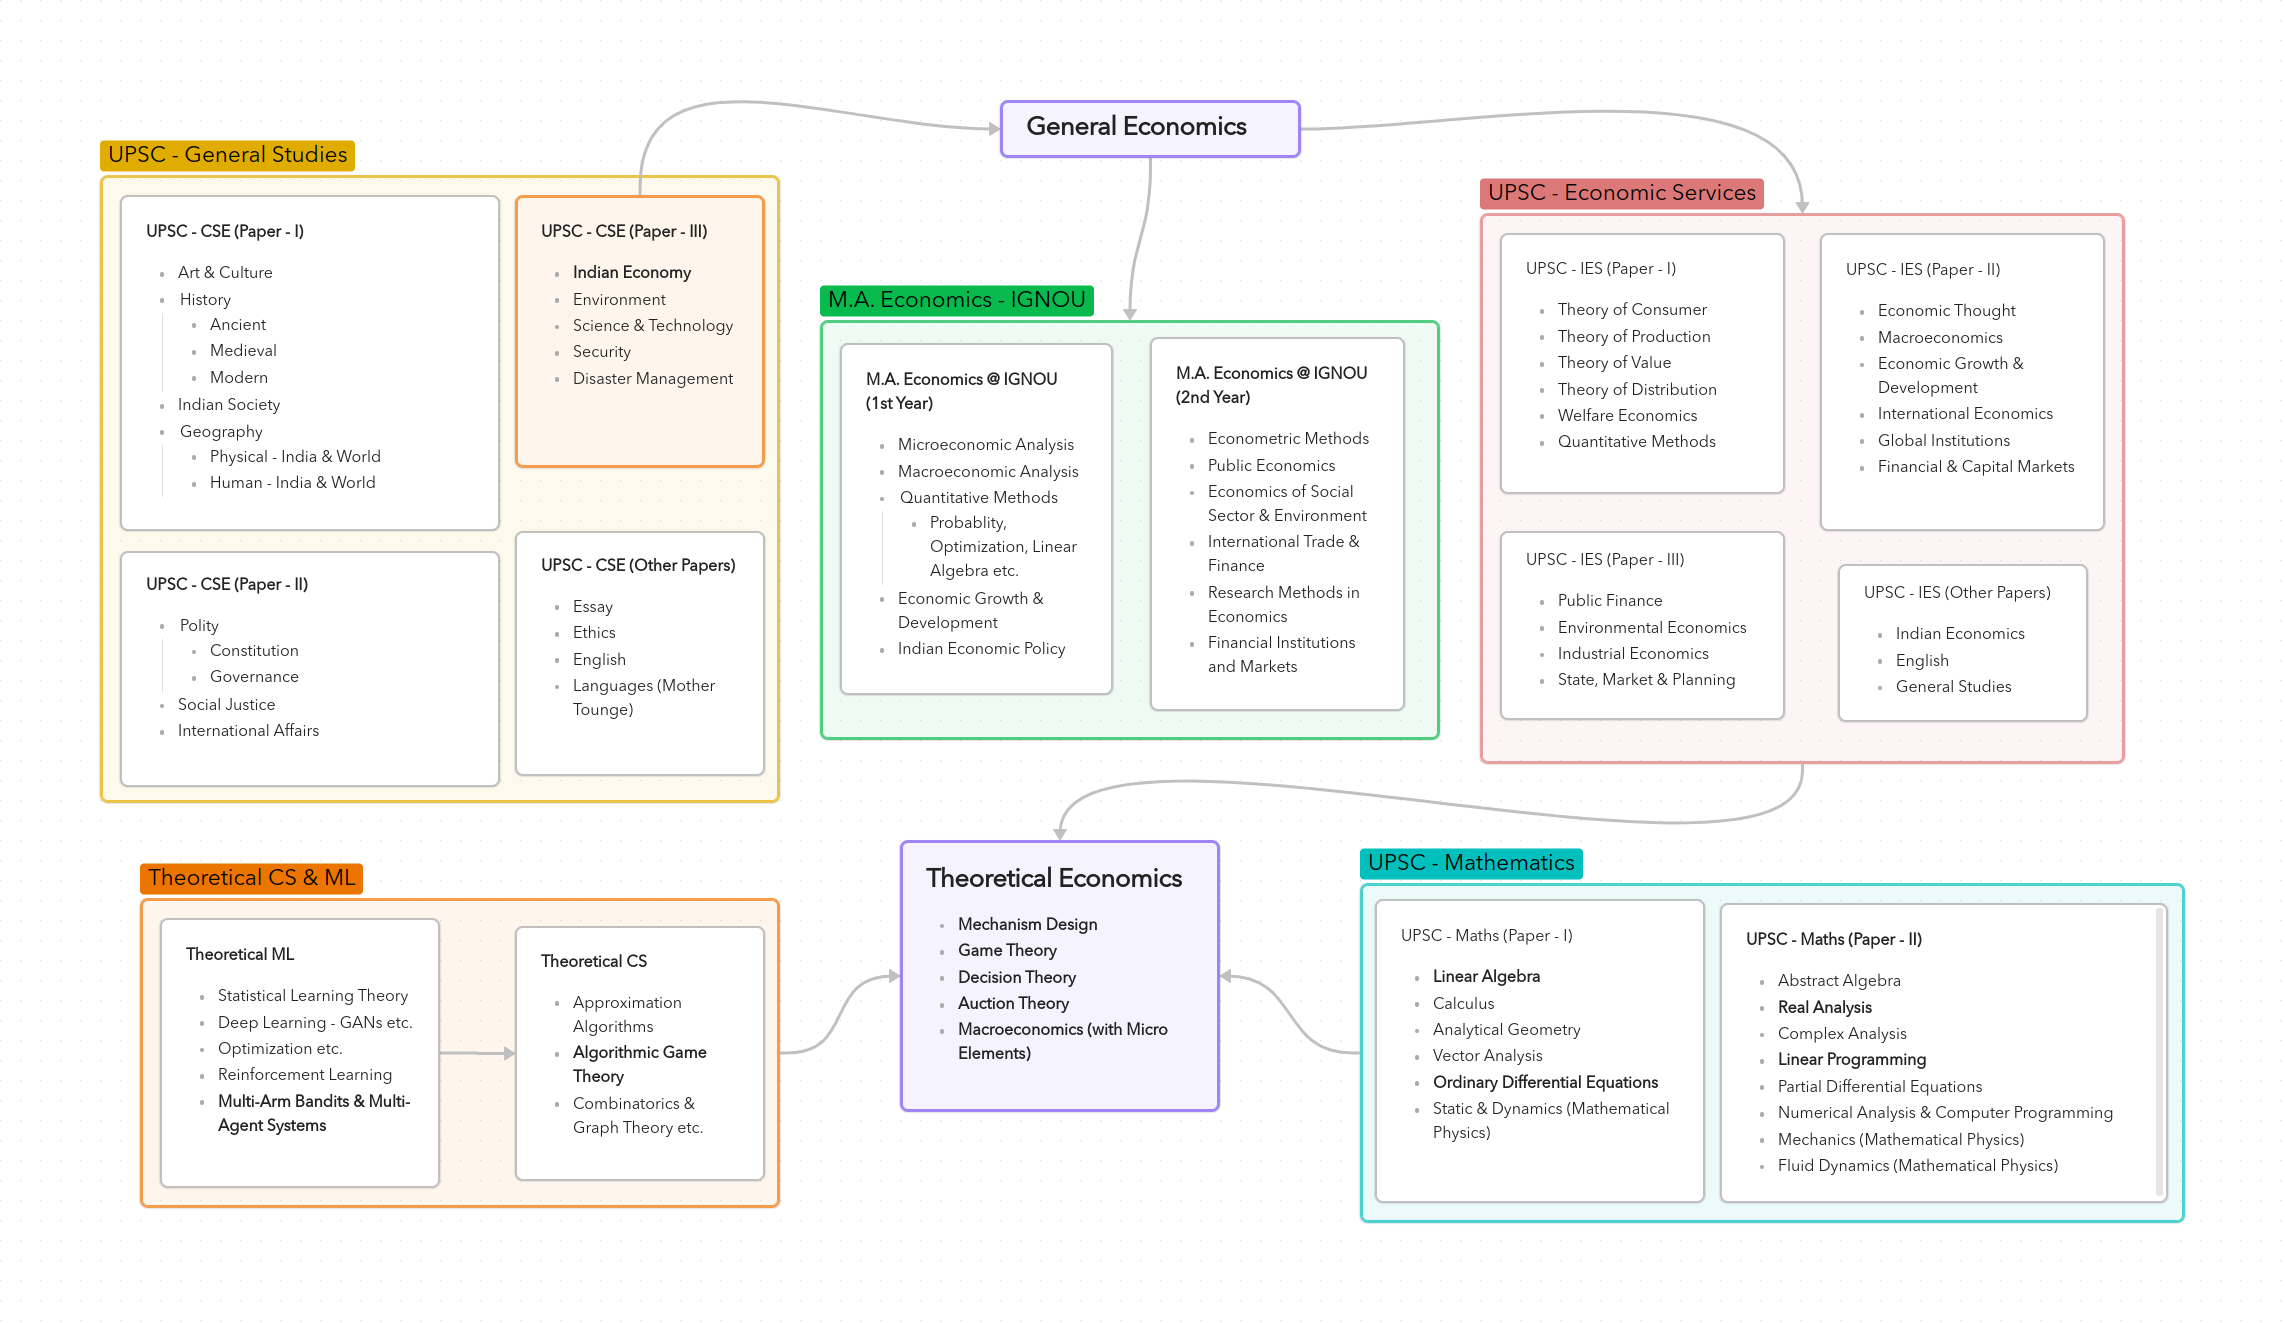 General Economics
UPSC - General Studies
UPSC - CSE (Paper - I)
Art & Culture
History
Ancient
Medieval
Modern
Indian Society
Geography
Physical - India & World
Human - India & World
UPSC - CSE (Paper - III)
Indian Economy
Environment
Science & Technology
Security
Disaster Management
UPSC - CSE (Paper - II)
Polity
Constitution
Governance
Social Justice
International Affairs
UPSC - CSE (Other Papers)
Essay
Ethics
English
Languages (Mother
Tounge)
M.A. Economics - IGNOU
M.A. Economics @ IGNOU
(1st Year)
Microeconomic Analysis
Macroeconomic Analysis
Quantitative Methods
Probablity,
Optimization, Linear
Algebra etc.
Economic Growth &
Development
Indian Economic Policy
M.A. Economics @ IGNOU
(2nd Year)
Econometric Methods
Public Economics
Economics of Social
Sector & Environment
International Trade &
Finance
Research Methods in
Economics
Financial Institutions
and Markets
UPSC - Economic Services
UPSC - IES (Paper - I)
Theory of Consumer
Theory of Production
Theory of Value
Theory of Distribution
Welfare Economics
Quantitative Methods
UPSC - IES (Paper - II)
Economic Thought
Macroeconomics
Economic Growth &
Development
International Economics
Global Institutions
Financial & Capital Markets
UPSC - IES (Paper - III)
Public Finance
Environmental Economics
Industrial Economics
State, Market & Planning
UPSC - IES (Other Papers)
Indian Economics
English
General Studies
Theoretical CS & ML
Theoretical ML
Statistical Learning Theory
Deep Learning - GANs etc.
Optimization etc.
Reinforcement Learning
Multi-Arm Bandits & Multi-
Agent Systems
Theoretical CS
Approximation
Algorithms
Algorithmic Game
Theory
Combinatorics &
Graph Theory etc.
Theoretical Economics
Mechanism Design
Game Theory
Decision Theory
Auction Theory
Macroeconomics (with Micro
Elements)
UPSC - Mathematics
UPSC - Maths (Paper - I)
Linear Algebra
Calculus
Analytical Geometry
Vector Analysis
Ordinary Differential Equations
Static & Dynamics (Mathematical
Physics)
UPSC - Maths (Paper - II)
Abstract Algebra
Real Analysis
Complex Analysis
Linear Programming
Partial Differential Equations
Numerical Analysis & Computer Programming
Mechanics (Mathematical Physics)
Fluid Dynamics (Mathematical Physics)